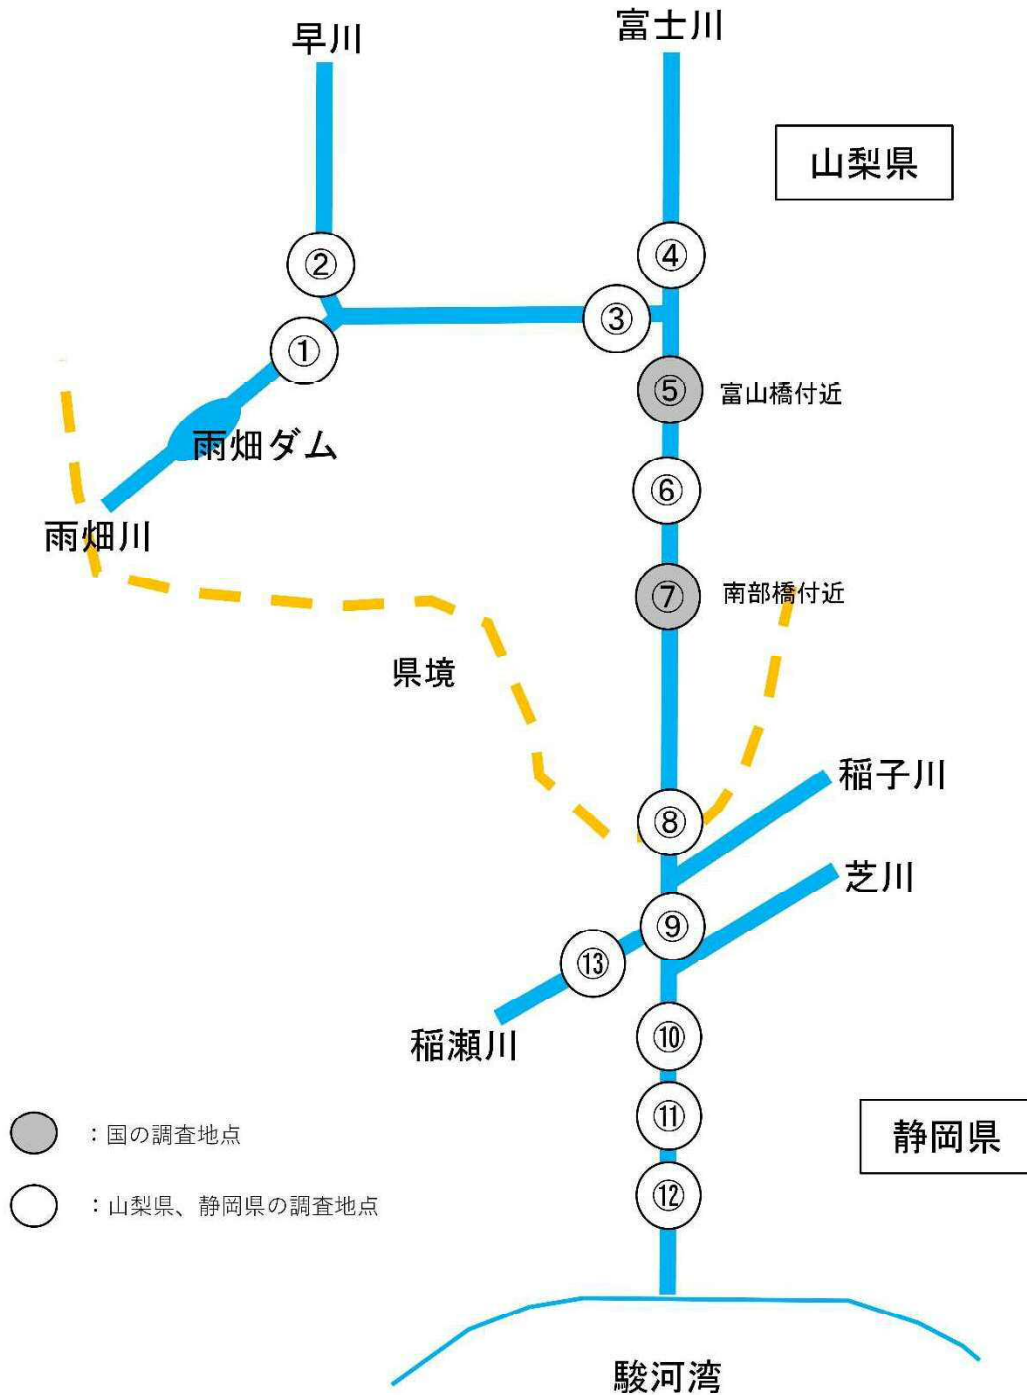 早川
富士川
山梨県
②
④
③
①
⑤
富山橋付近
雨畑ダム
⑥
雨畑川
⑦
南部橋付近
県境
稲子川
⑧
芝川
⑨
⑬
稲瀬川
⑩
⑪
:国の調査地点
静岡県
⑫
:山梨県、静岡県の調査地点
駿河湾